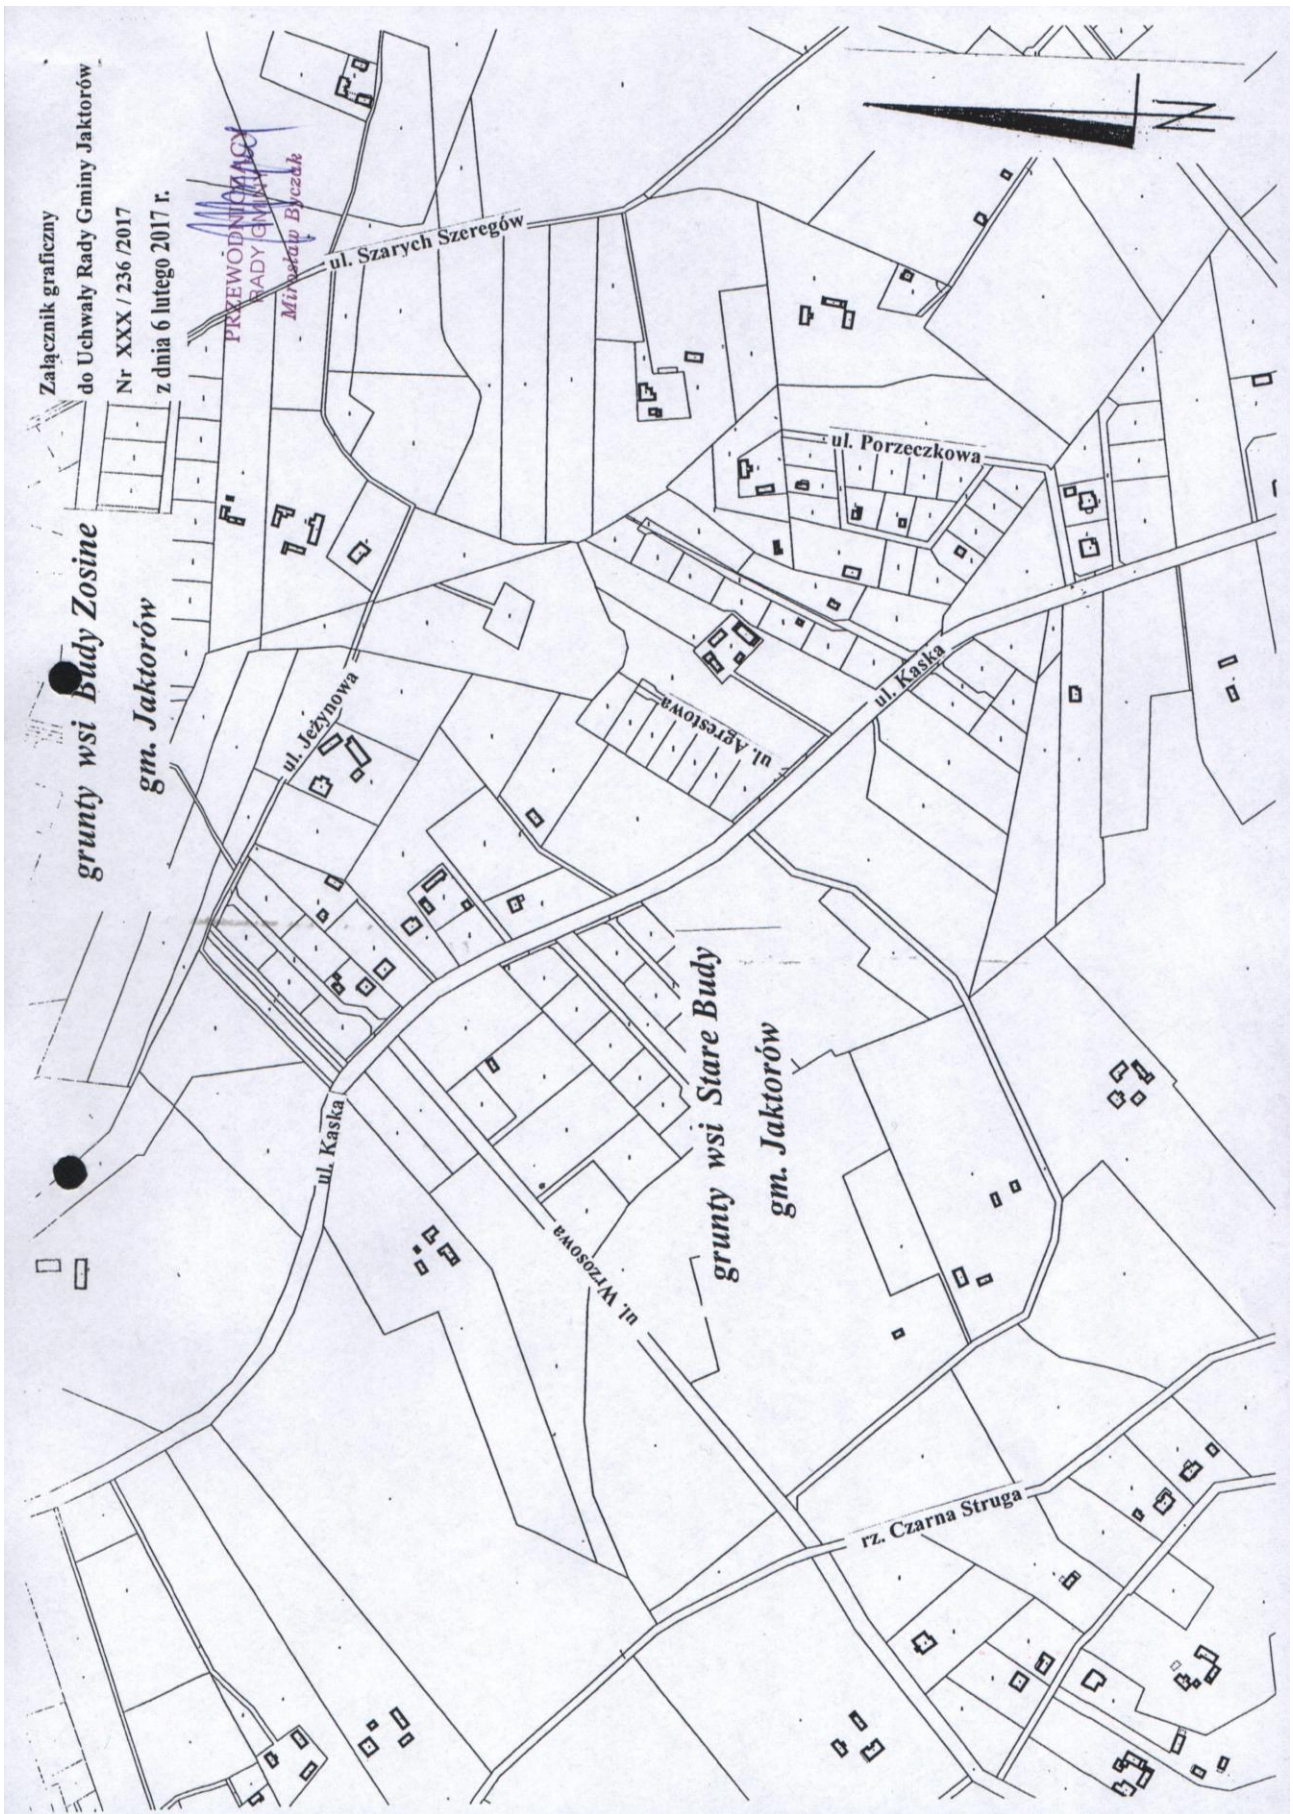 Załącznik graficzny
do Uchwały Rady Gminy Jaktorów
Nr XXX / 236 /2017
z dnia 6 lutego 2017 r.
PRZEWODNICZĄCY
RADY GMINY
Mirosław Byczak
grunty wsi Budy Zosine
gm. Jaktorów
ul. Szarych Szeregów
ul. Jeżynowa
ul. Porzeczkowa
ul. Kaska
ul. Agrestowa
ul. Kaska
grunty wsi Stare Budy
gm. Jaktorów
ul. Wrzosowa
rz. Czarna Struga
N